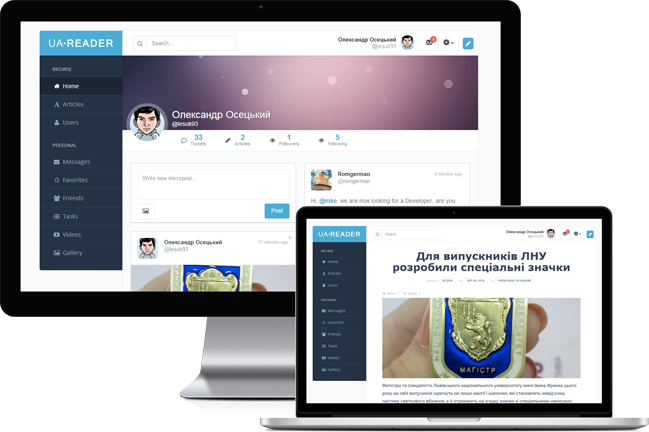 UA-READER
Search...
Олександр Осецький
@lesuk93
BROWSE
Home
Articles
Users
PERSONAL
Messages
Favorites
Friends
Tasks
Videos
Gallery
Олександр Осецький
@lesuk93
33
Tweets
2
Articles
1
Followers
5
Following
Write new micropost...
Post
Romgerman
@romgerman
4 minutes ago
Hi, @mike, we are now looking for a Developer, are you
Олександр Осецький
@lesuk93
37 minutes ago
UA-READER
Search...
Олександр Осецький
@lesuk93
BROWSE
Home
Articles
Users
PERSONAL
Messages
Favorites
Friends
Tasks
Videos
Gallery
Для випускників ЛНУ
розробили спеціальні значки
ОЛЕКСАНДР ОСЕЦЬКИЙ
МАГІСТР
Магістри та спеціалісти Львівського національного університету імені Івана Франка цього
року на свій випускний одягнуть не лише мантії і шапочки, які становлять невід'ємну
частину святкового вбрання, а й отримають на згадку значки зі спеціальними написами